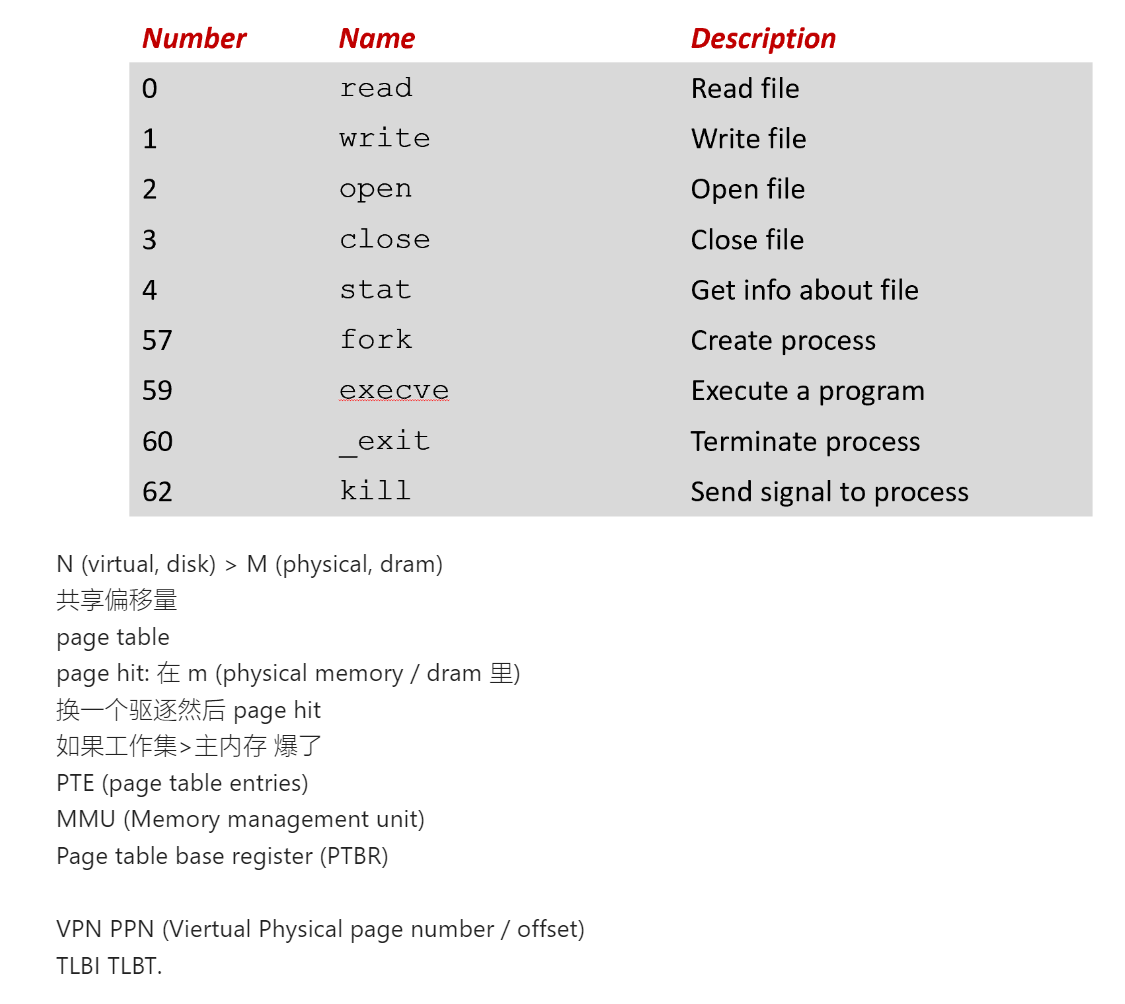 Number Name Description
0 read Read file
1 write Write file
2 open Open file
3 close Close file
4 stat Get info about file
57 fork Create process
59 execve Execute a program
60 _exit Terminate process
62 kill Send signal to process
N (virtual, disk) > M (physical, dram)
共享偏移量
page table
page hit: 在 m (physical memory / dram 里)
换一个驱逐然后 page hit
如果工作集>主内存 爆了
PTE (page table entries)
MMU (Memory management unit)
Page table base register (PTBR)
VPN PPN (Viertual Physical page number / offset)
TLBI TLBT.